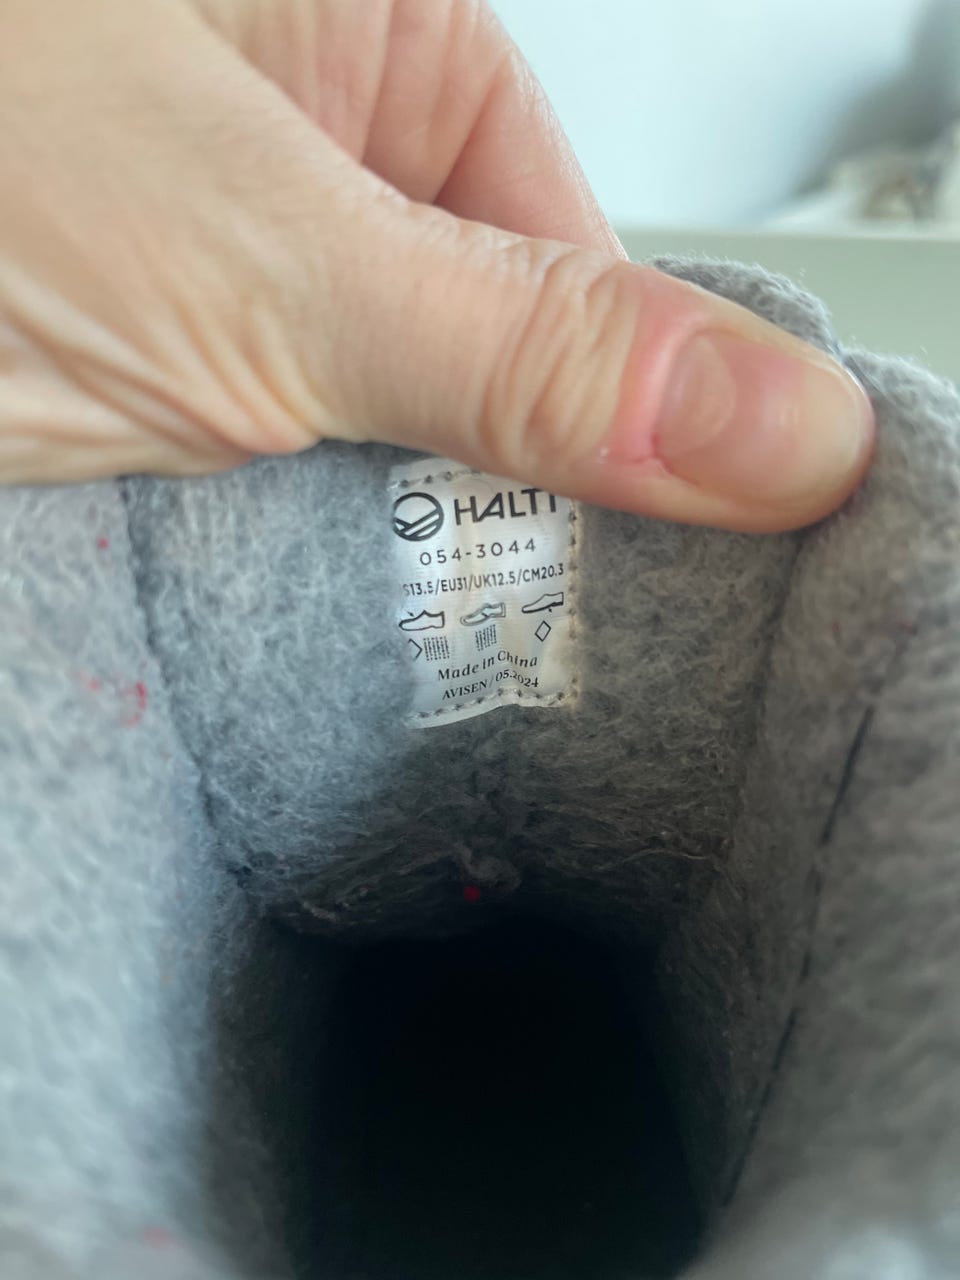 HALTI
054-3044
S13.5/EU31/UK12.5/CM20.3
Made in China
AVISEN / 05.2024